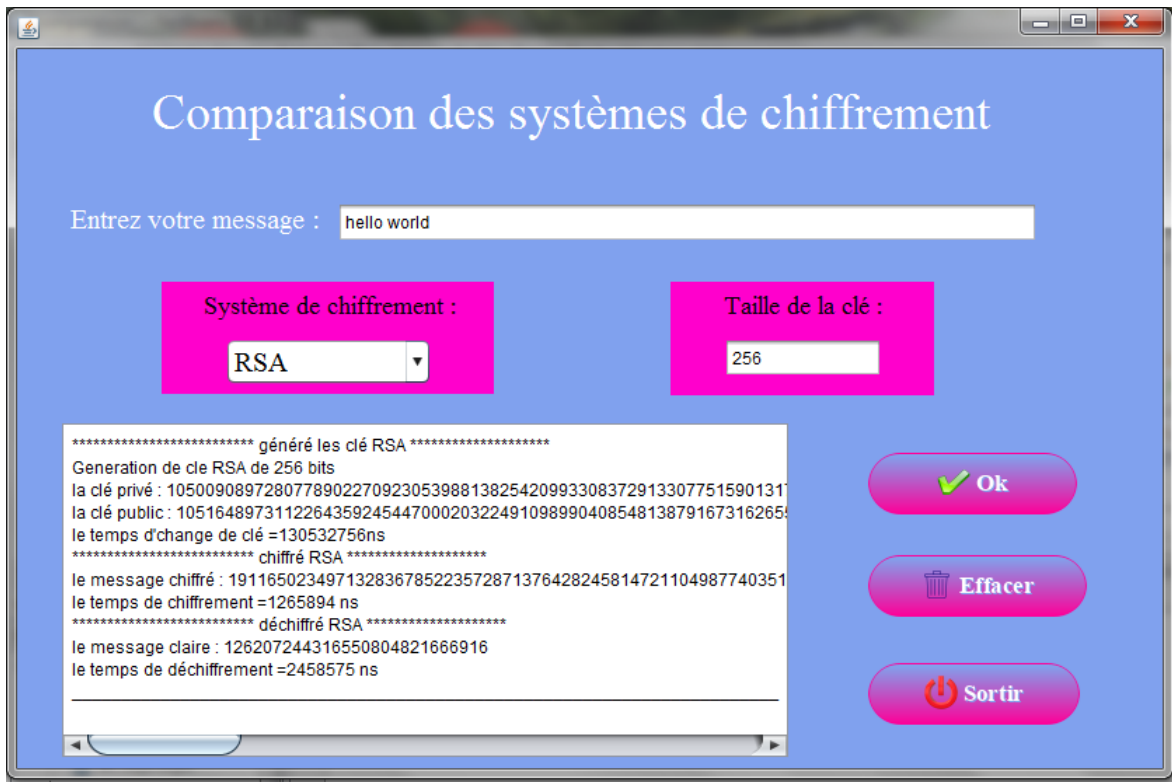 Comparaison des systèmes de chiffrement
Entrez votre message :
hello world
Système de chiffrement :
RSA
Taille de la clé :
256
************************** généré les clé RSA ********************
Generation de cle RSA de 256 bits
la clé privé : 1050090897280778902270923053988138254209933083729133077515901317
la clé public : 105164897311226435924544700020322491098990408548138791673162655
le temps d'change de clé =130532756ns
************************** chiffré RSA ********************
le message chiffré : 19116502349713283678522357287137642824581472110498774035 1
le temps de chiffrement =1265894 ns
************************** déchiffré RSA ********************
le message claire : 126207244316550804821666916
le temps de déchiffrement =2458575 ns
Ok
Effacer
Sortir